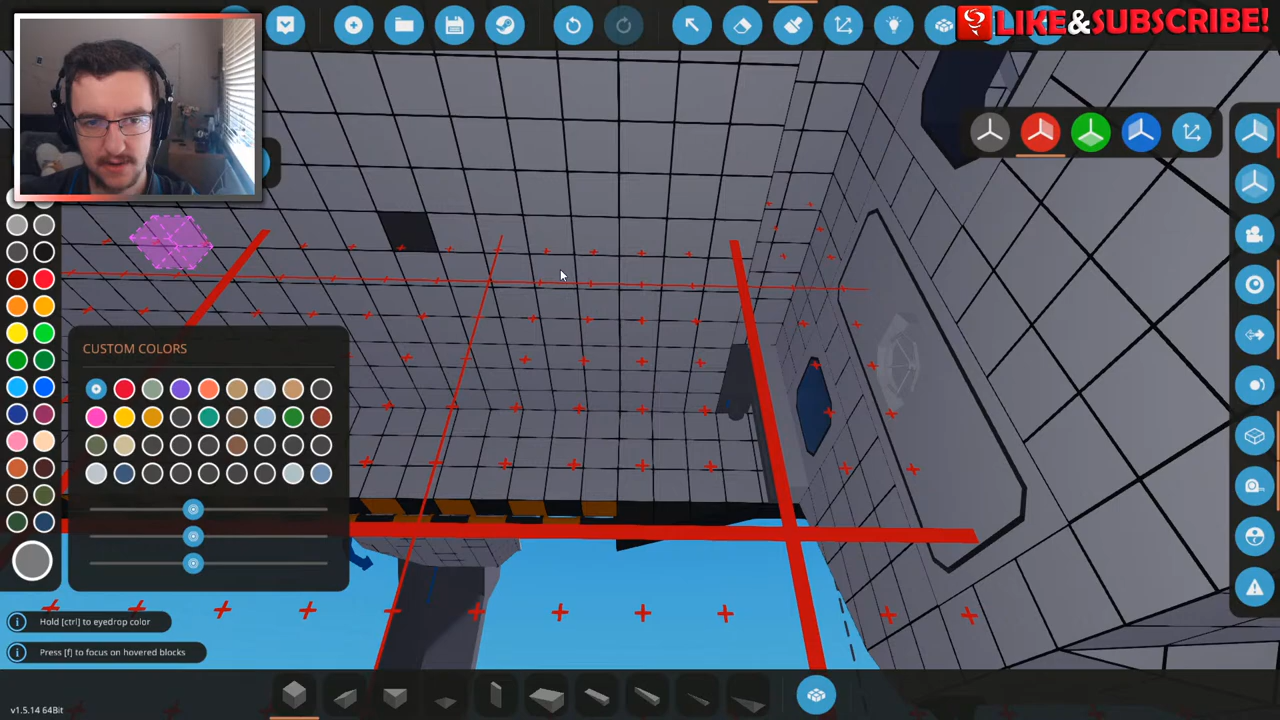 LIKE&SUBSCRIBE!
CUSTOM COLORS
Hold [ctrl] to eyedrop color
Press [f] to focus on hovered blocks
v1.5.14 64Bit